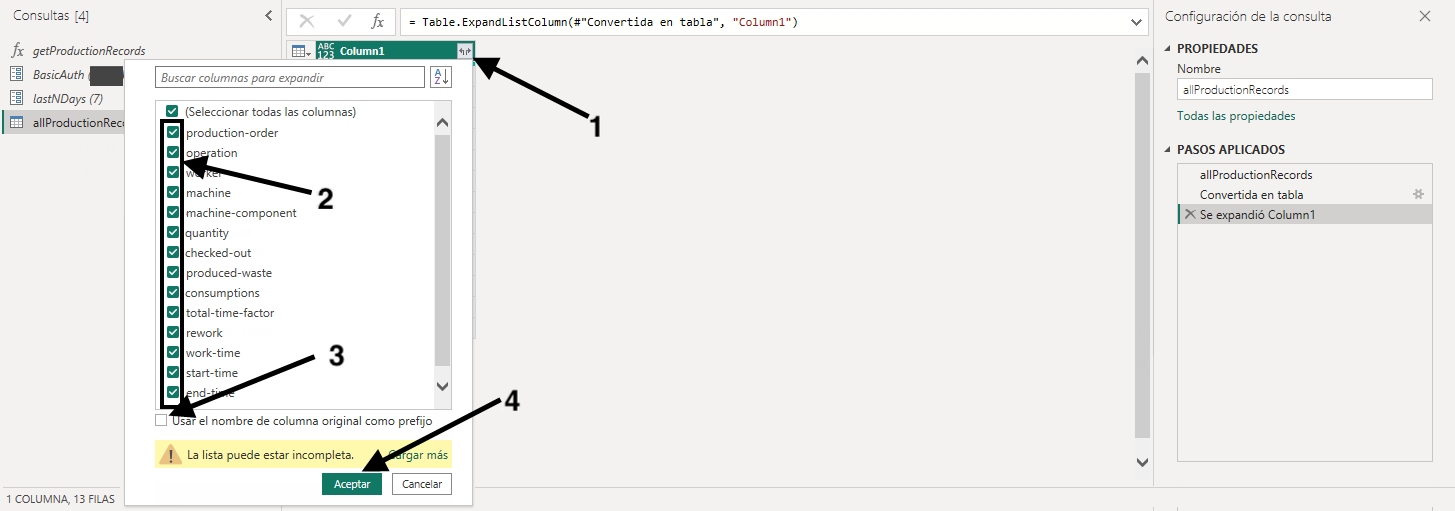 Consultas [4]
fx getProductionRecords
BasicAuth (
lastNDays (7)
allProductionReco
= Table.ExpandListColumn(#"Convertida en tabla", "Column1")
ABC
123
Column1
1
Buscar columnas para expandir
A
Z
(Seleccionar todas las columnas)
production-order
operation
worker
2
machine
machine-component
quantity
checked-out
produced-waste
consumptions
total-time-factor
rework
work-time
3
start-time
end-time
4
Usar el nombre de columna original como prefijo
La lista puede estar incompleta.
Cargar más
Aceptar
Cancelar
1 COLUMNA, 13 FILAS
Configuración de la consulta
PROPIEDADES
Nombre
allProductionRecords
Todas las propiedades
PASOS APLICADOS
allProductionRecords
Convertida en tabla
Se expandió Column1